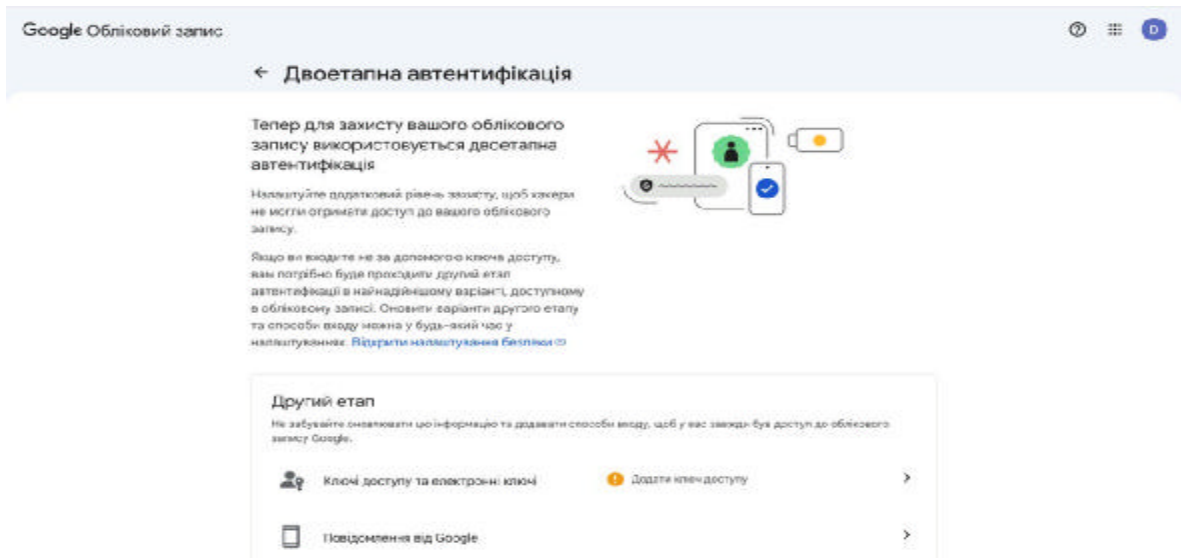 Google Обліковий запис
D
← Двоетапна автентифікація
Тепер для захисту вашого облікового
запису використовується двоетапна
автентифікація
Налаштуйте додатковий рівень захисту, щоб хакери
не могли отримати доступ до вашого облікового
запису.
Якщо ви входите не за допомогою ключа доступу,
вам потрібно буде проходити другий етап
автентифікації в найнадійнішому варіанті, доступному
в обліковому записі. Оновити варіанти другого етапу
та способи входу можна у будь-який час у
налаштуваннях. Відкрити налаштування безпеки
Другий етап
Не забувайте оновлювати цю інформацію та додавати способи входу, щоб у вас завжди був доступ до облікового
запису Google.
Ключі доступу та електронні ключі
Додати ключ доступу
Повідомлення від Google